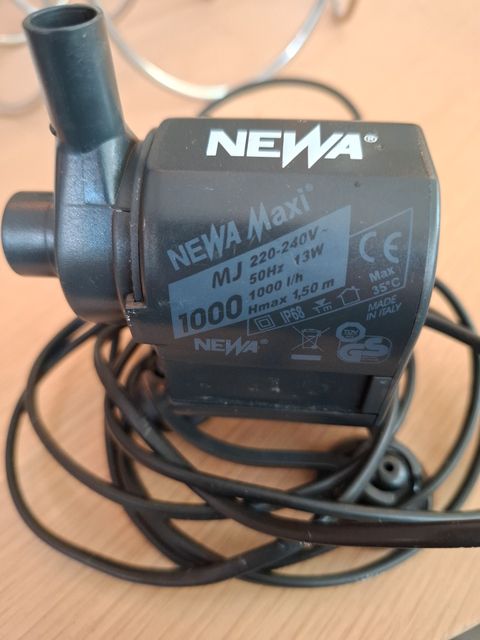 NEWA®
NEWA Maxi®
MJ 220-240V~
50Hz 13W
1000 1000 l/h
Hmax 1,50 m
CE
Max
35°C
IP68
MADE
IN ITALY
NEWA®
GS